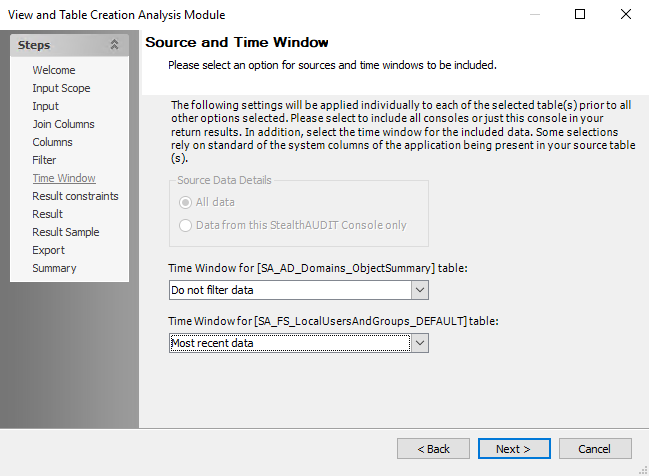 View and Table Creation Analysis Module
Steps
Welcome
Input Scope
Input
Join Columns
Columns
Filter
Time Window
Result constraints
Result
Result Sample
Export
Summary
Source and Time Window
Please select an option for sources and time windows to be included.
The following settings will be applied individually to each of the selected table(s) prior to all
other options selected. Please select to include all consoles or just this console in your
return results. In addition, select the time window for the included data. Some selections
rely on standard of the system columns of the application being present in your source table
(s).
Source Data Details
All data
Data from this StealthAUDIT Console only
Time Window for [SA_AD_Domains_ObjectSummary] table:
Do not filter data
Time Window for [SA_FS_LocalUsersAndGroups_DEFAULT] table:
Most recent data
< Back
Next >
Cancel